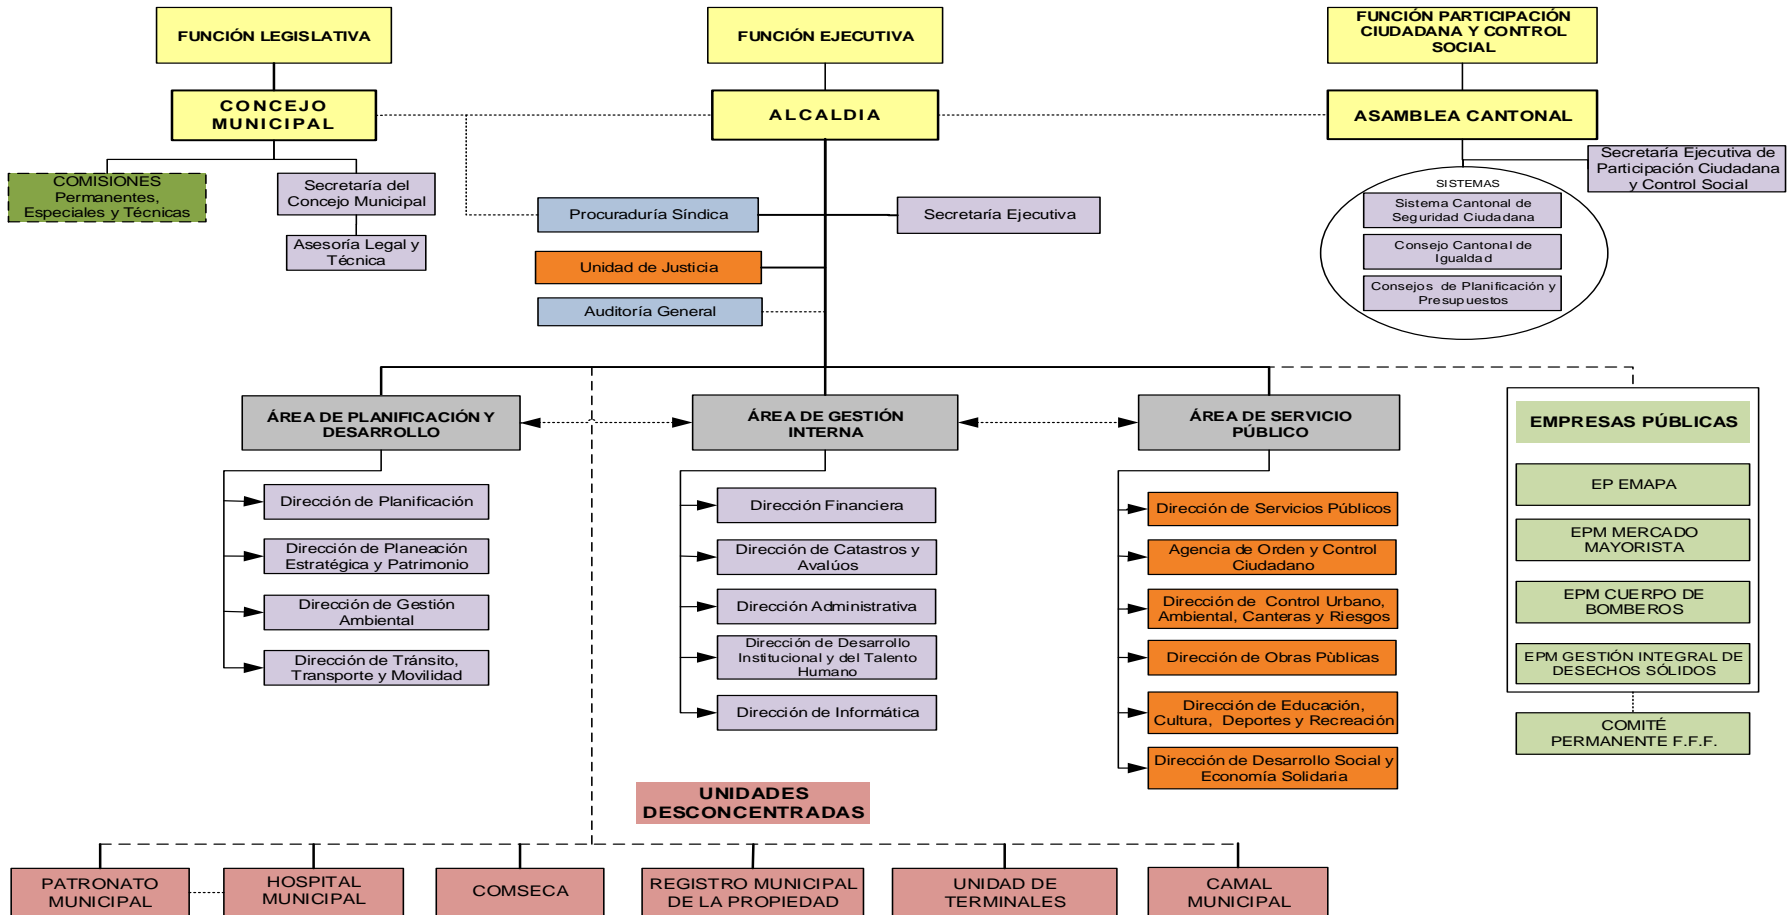 FUNCIÓN LEGISLATIVA
FUNCIÓN EJECUTIVA
FUNCIÓN PARTICIPACIÓN
CIUDADANA Y CONTROL
SOCIAL
CONCEJO
MUNICIPAL
ALCALDIA
ASAMBLEA CANTONAL
COMISIONES
Permanentes,
Especiales y Técnicas
Secretaría del
Concejo Municipal
Asesoría Legal y
Técnica
Procuraduría Síndica
Secretaría Ejecutiva
Unidad de Justicia
Auditoría General
Secretaría Ejecutiva de
Participación Ciudadana
y Control Social
SISTEMAS
Sistema Cantonal de
Seguridad Ciudadana
Consejo Cantonal de
Igualdad
Consejos de Planificación y
Presupuestos
ÁREA DE PLANIFICACIÓN Y
DESARROLLO
ÁREA DE GESTIÓN
INTERNA
ÁREA DE SERVICIO
PÚBLICO
Dirección de Planificación
Dirección de Planeación
Estratégica y Patrimonio
Dirección de Gestión
Ambiental
Dirección de Tránsito,
Transporte y Movilidad
Dirección Financiera
Dirección de Catastros y
Avalúos
Dirección Administrativa
Dirección de Desarrollo
Institucional y del Talento
Humano
Dirección de Informática
Dirección de Servicios Públicos
Agencia de Orden y Control
Ciudadano
Dirección de Control Urbano,
Ambiental, Canteras y Riesgos
Dirección de Obras Pùblicas
Dirección de Educación,
Cultura, Deportes y Recreación
Dirección de Desarrollo Social y
Economía Solidaria
EMPRESAS PÚBLICAS
EP EMAPA
EPM MERCADO
MAYORISTA
EPM CUERPO DE
BOMBEROS
EPM GESTIÓN INTEGRAL DE
DESECHOS SÓLIDOS
COMITÉ
PERMANENTE F.F.F.
UNIDADES
DESCONCENTRADAS
PATRONATO
MUNICIPAL
HOSPITAL
MUNICIPAL
COMSECA
REGISTRO MUNICIPAL
DE LA PROPIEDAD
UNIDAD DE
TERMINALES
CAMAL
MUNICIPAL